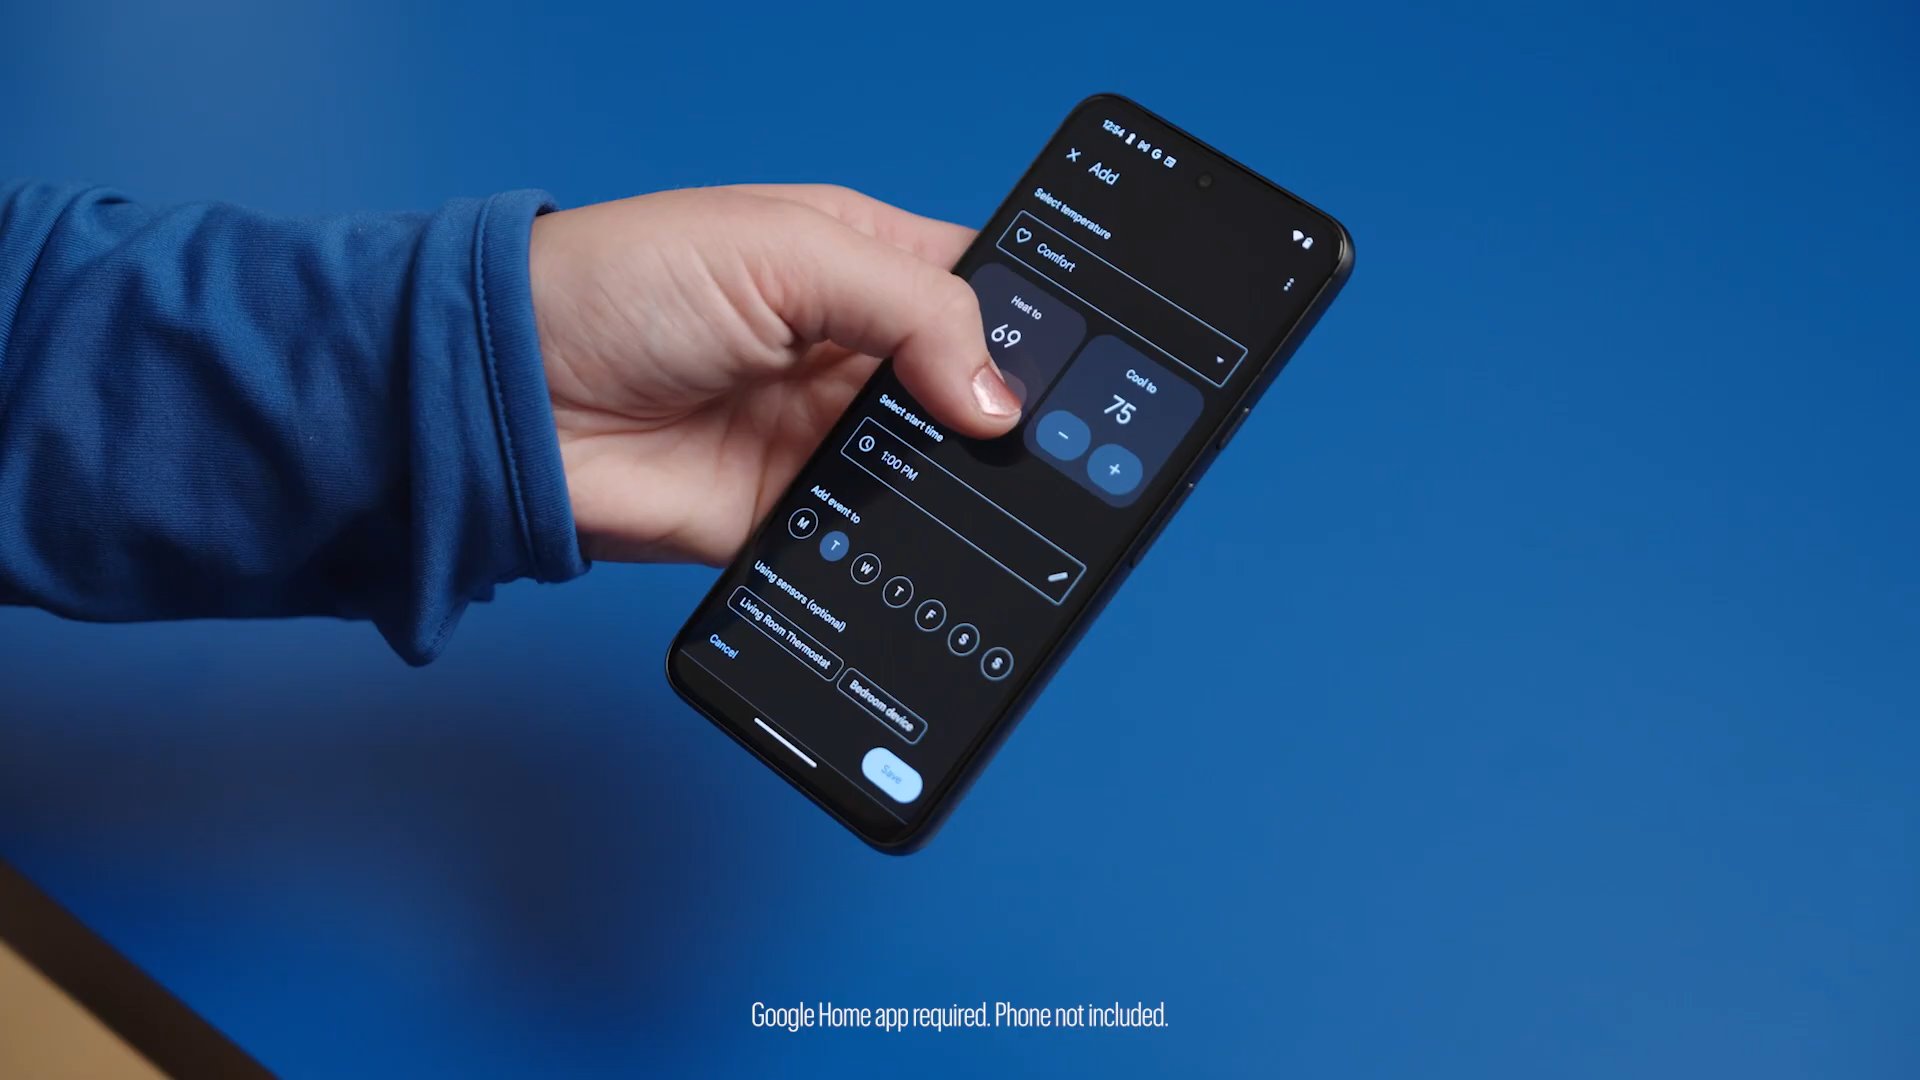 12:54
Add
Select temperature
Comfort
Heat to
69
Cool to
75
−
+
Select start time
1:00 PM
Add event to
M T W T F S S
Using sensors (optional)
Living Room Thermostat
Bedroom device
Cancel
Save
Google Home app required. Phone not included.